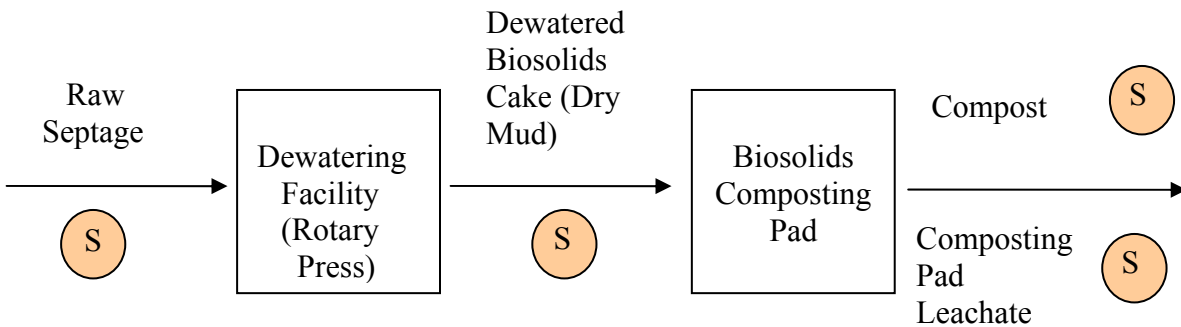 Raw
Septage
S
Dewatering
Facility
(Rotary
Press)
Dewatered
Biosolids
Cake (Dry
Mud)
S
Biosolids
Composting
Pad
Compost
S
Composting
Pad
Leachate
S